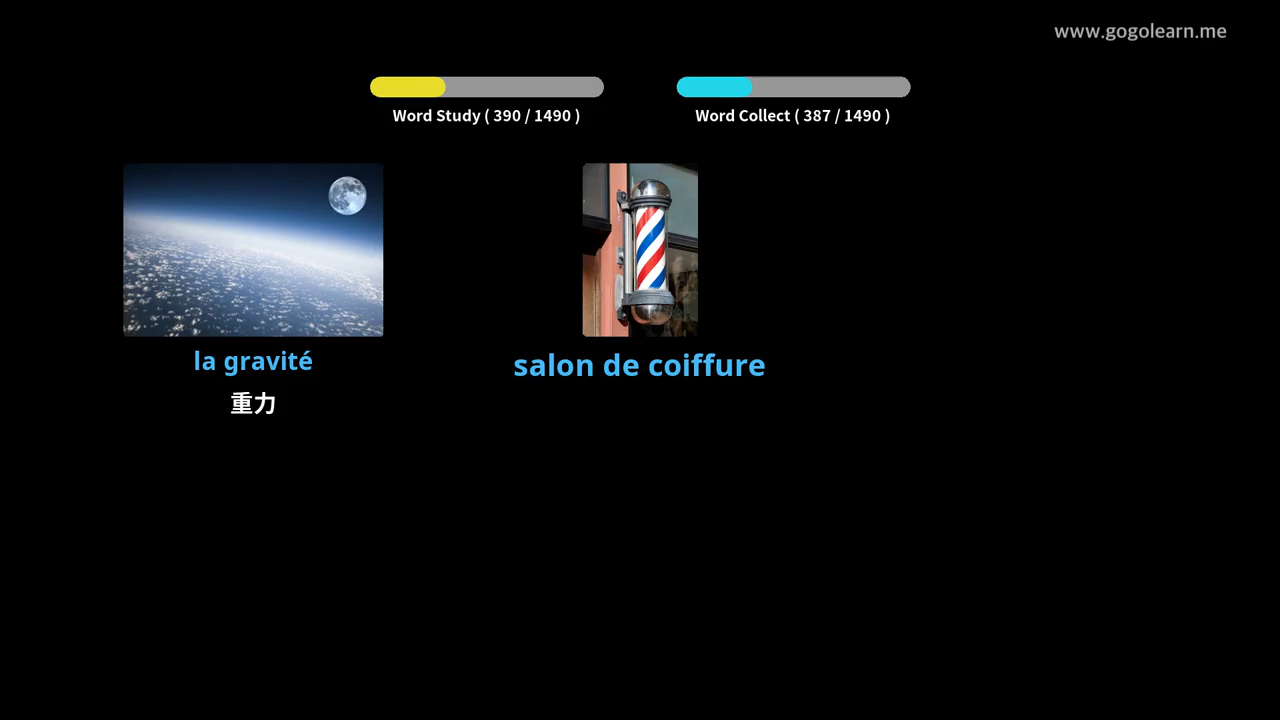 www.gogolearn.me
Word Study ( 390 / 1490 )
Word Collect ( 387 / 1490 )
la gravité
重力
salon de coiffure